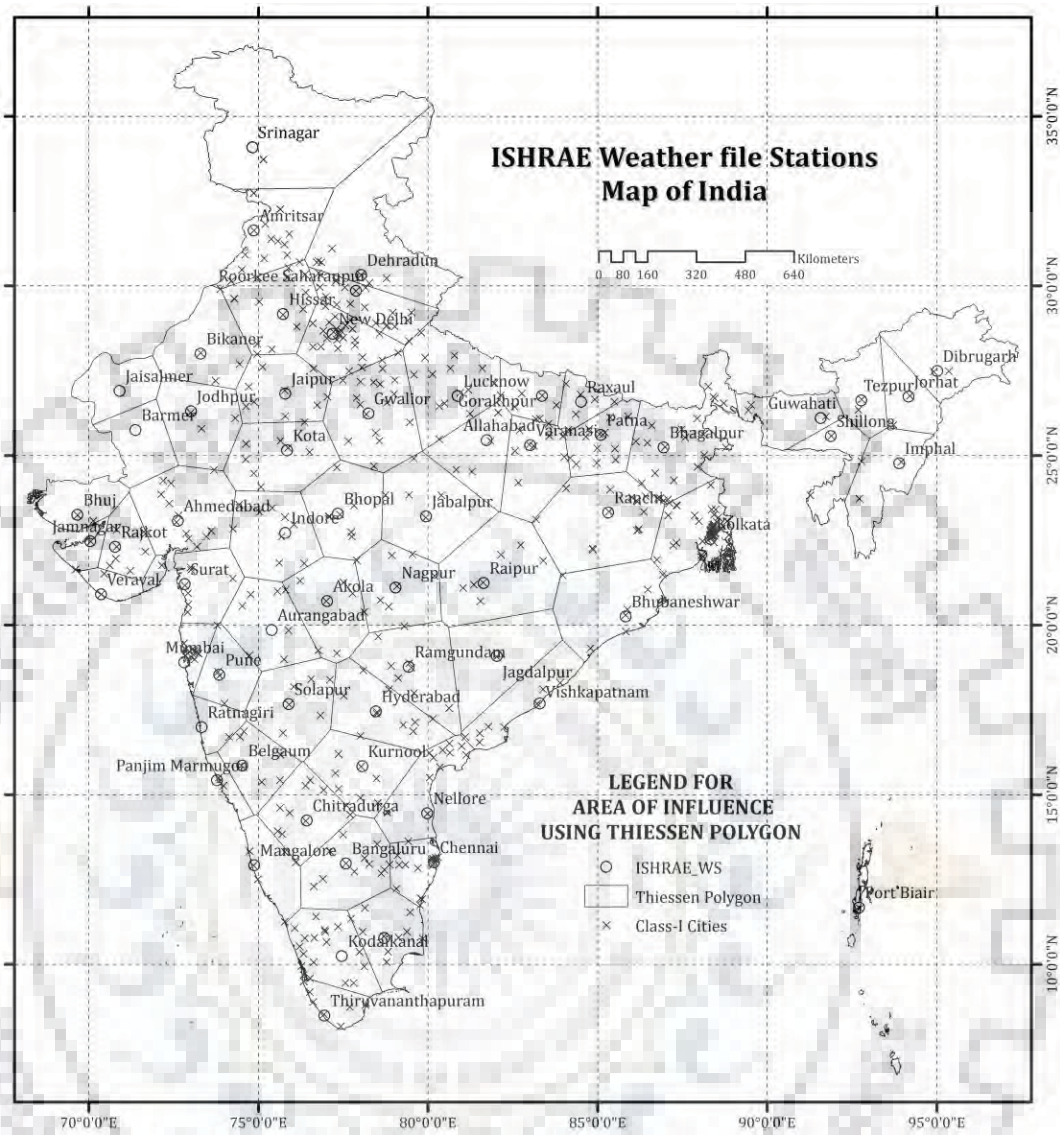 ISHRAE Weather file Stations
Map of India
Kilometers
0 80 160 320 480 640
Srinagar
Amritsar
Dehradun
Roorkee Saharanpur
Hissar
New Delhi
Bikaner
Jaisalmer
Jodhpur
Barmer
Jaipur
Gwalior
Kota
Lucknow
Gorakhpur
Raxaul
Allahabad
Varanasi
Patna
Bhagalpur
Dibrugarh
Tezpur
Jorhat
Guwahati
Shillong
Imphal
Bhuj
Jamnagar
Rajkot
Ahmedabad
Veraval
Surat
Indore
Bhopal
Jabalpur
Ranchi
Kolkata
Akola
Nagpur
Raipur
Aurangabad
Bhubaneshwar
Mumbai
Pune
Ramgundam
Jagdalpur
Solapur
Hyderabad
Vishkapatnam
Ratnagiri
Belgaum
Kurnool
Panjim Marmugoa
Chitradurga
Nellore
Mangalore
Bangaluru
Chennai
Kodaikanal
Thiruvananthapuram
Port Biair
LEGEND FOR
AREA OF INFLUENCE
USING THIESSEN POLYGON
ISHRAE_WS
Thiessen Polygon
Class-I Cities
35°0'0"N
30°0'0"N
25°0'0"N
20°0'0"N
15°0'0"N
10°0'0"N
70°0'0"E 75°0'0"E 80°0'0"E 85°0'0"E 90°0'0"E 95°0'0"E